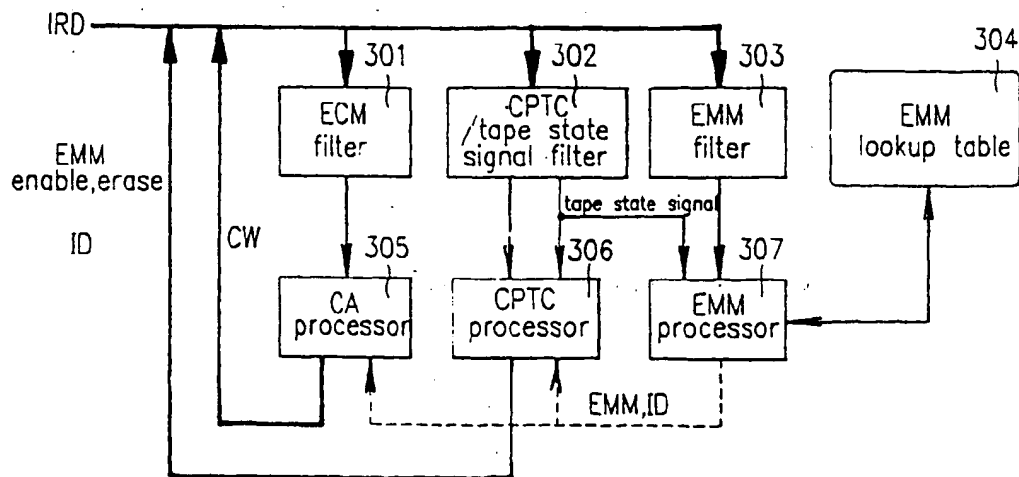 IRD
301
302
303
304
ECM
filter
CPTC
/tape state
signal filter
EMM
filter
EMM
lookup table
EMM
enable,erase
ID
CW
tape state signal
305
306
307
CA
processor
CPTC
processor
EMM
processor
EMM,ID